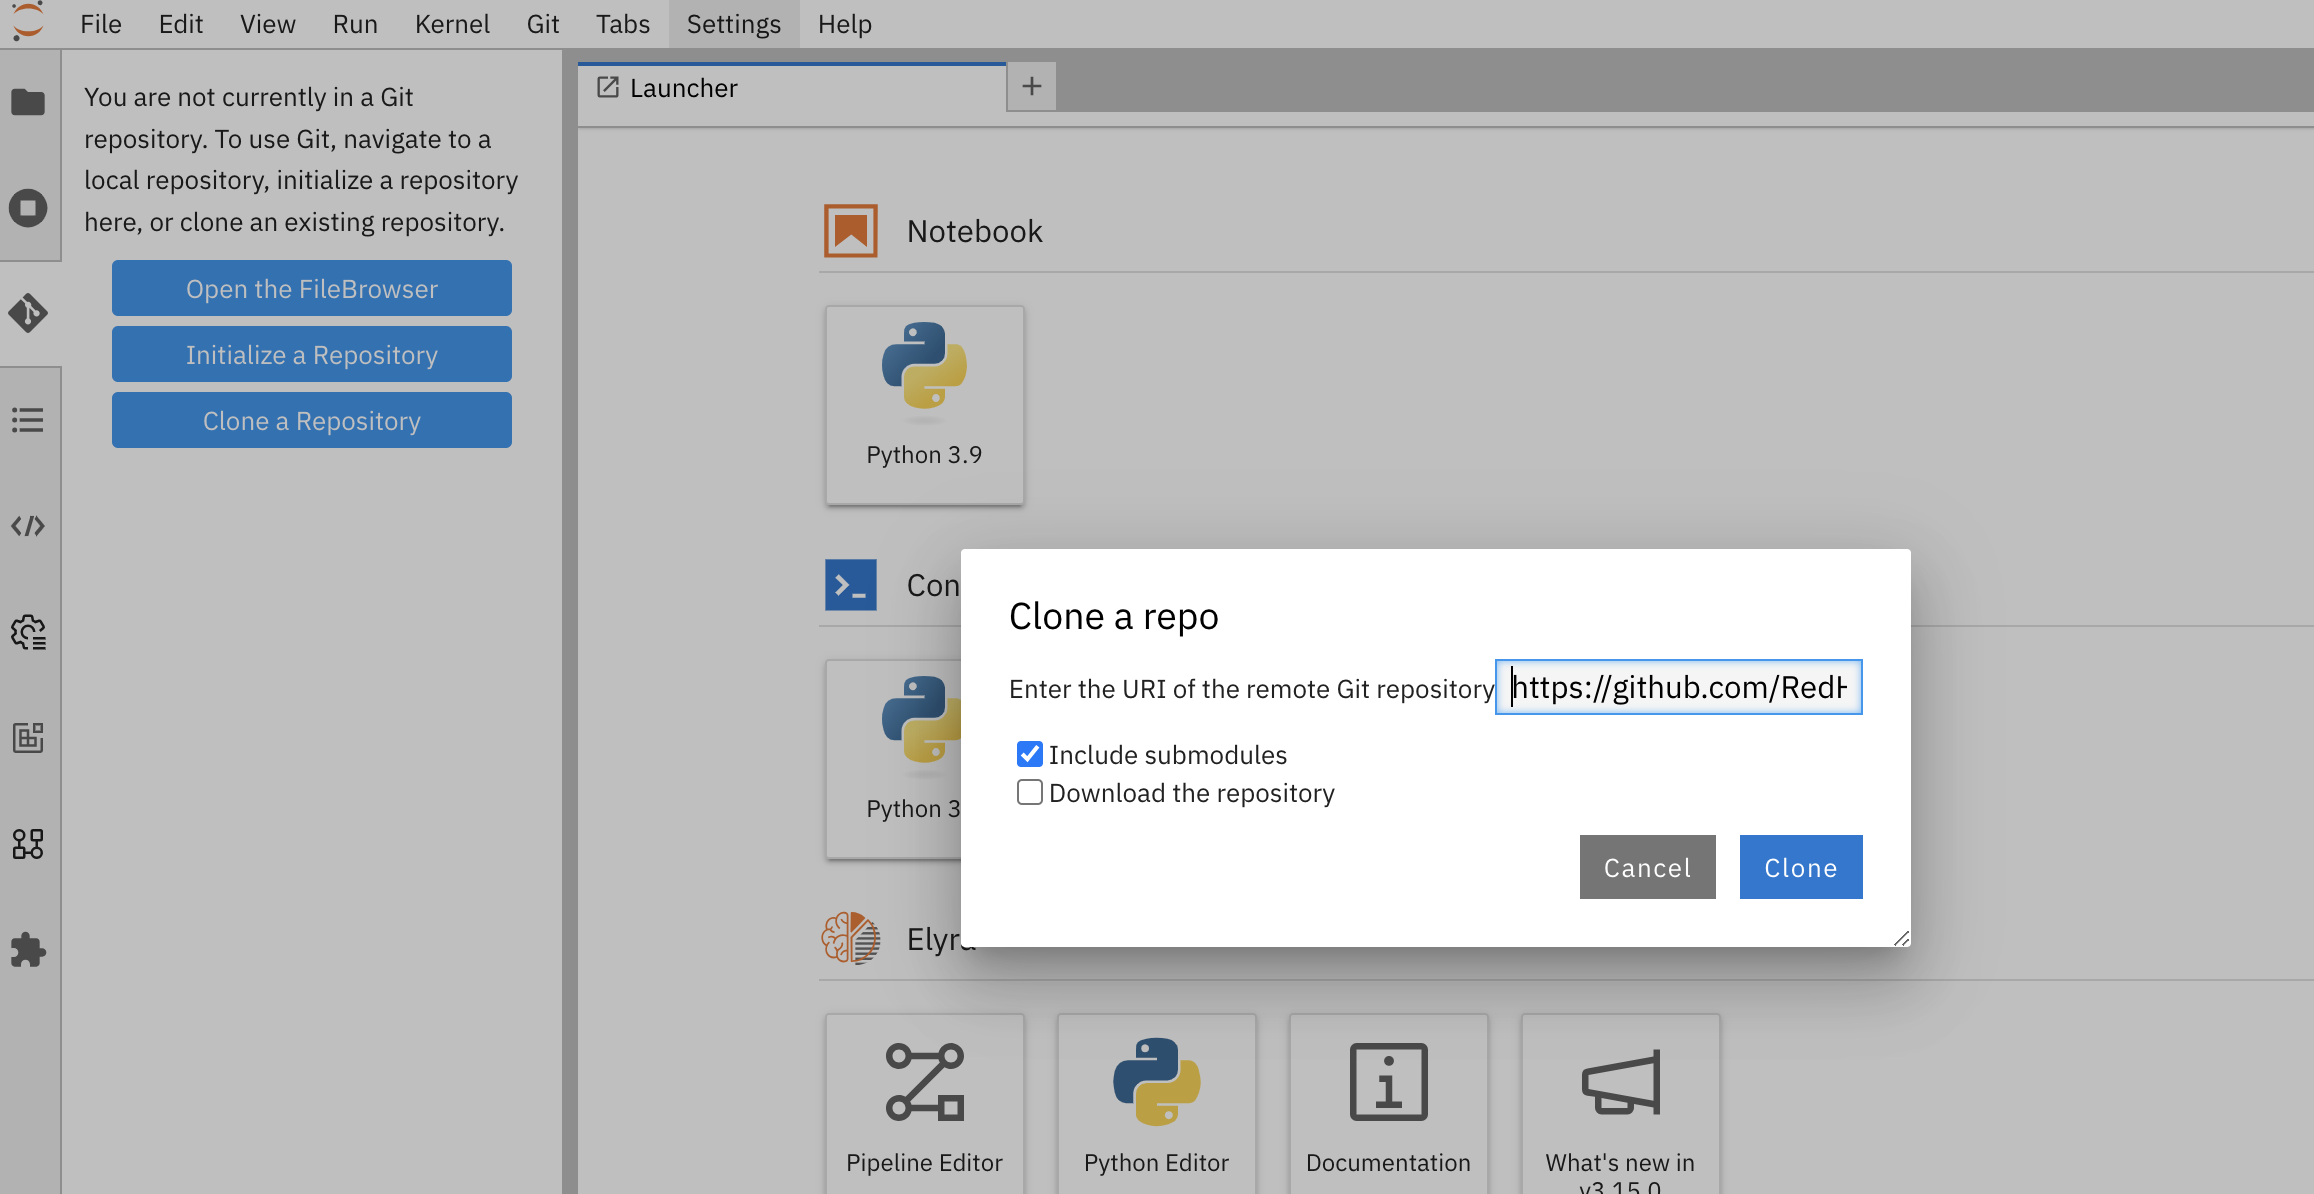 File Edit View Run Kernel Git Tabs Settings Help
You are not currently in a Git
repository. To use Git, navigate to a
local repository, initialize a repository
here, or clone an existing repository.
Open the FileBrowser
Initialize a Repository
Clone a Repository
Launcher
Notebook
Python 3.9
Con
Python 3
Elyra
Clone a repo
Enter the URI of the remote Git repository
https://github.com/RedH
Include submodules
Download the repository
Cancel Clone
Pipeline Editor
Python Editor
Documentation
What's new in
v3.15.0